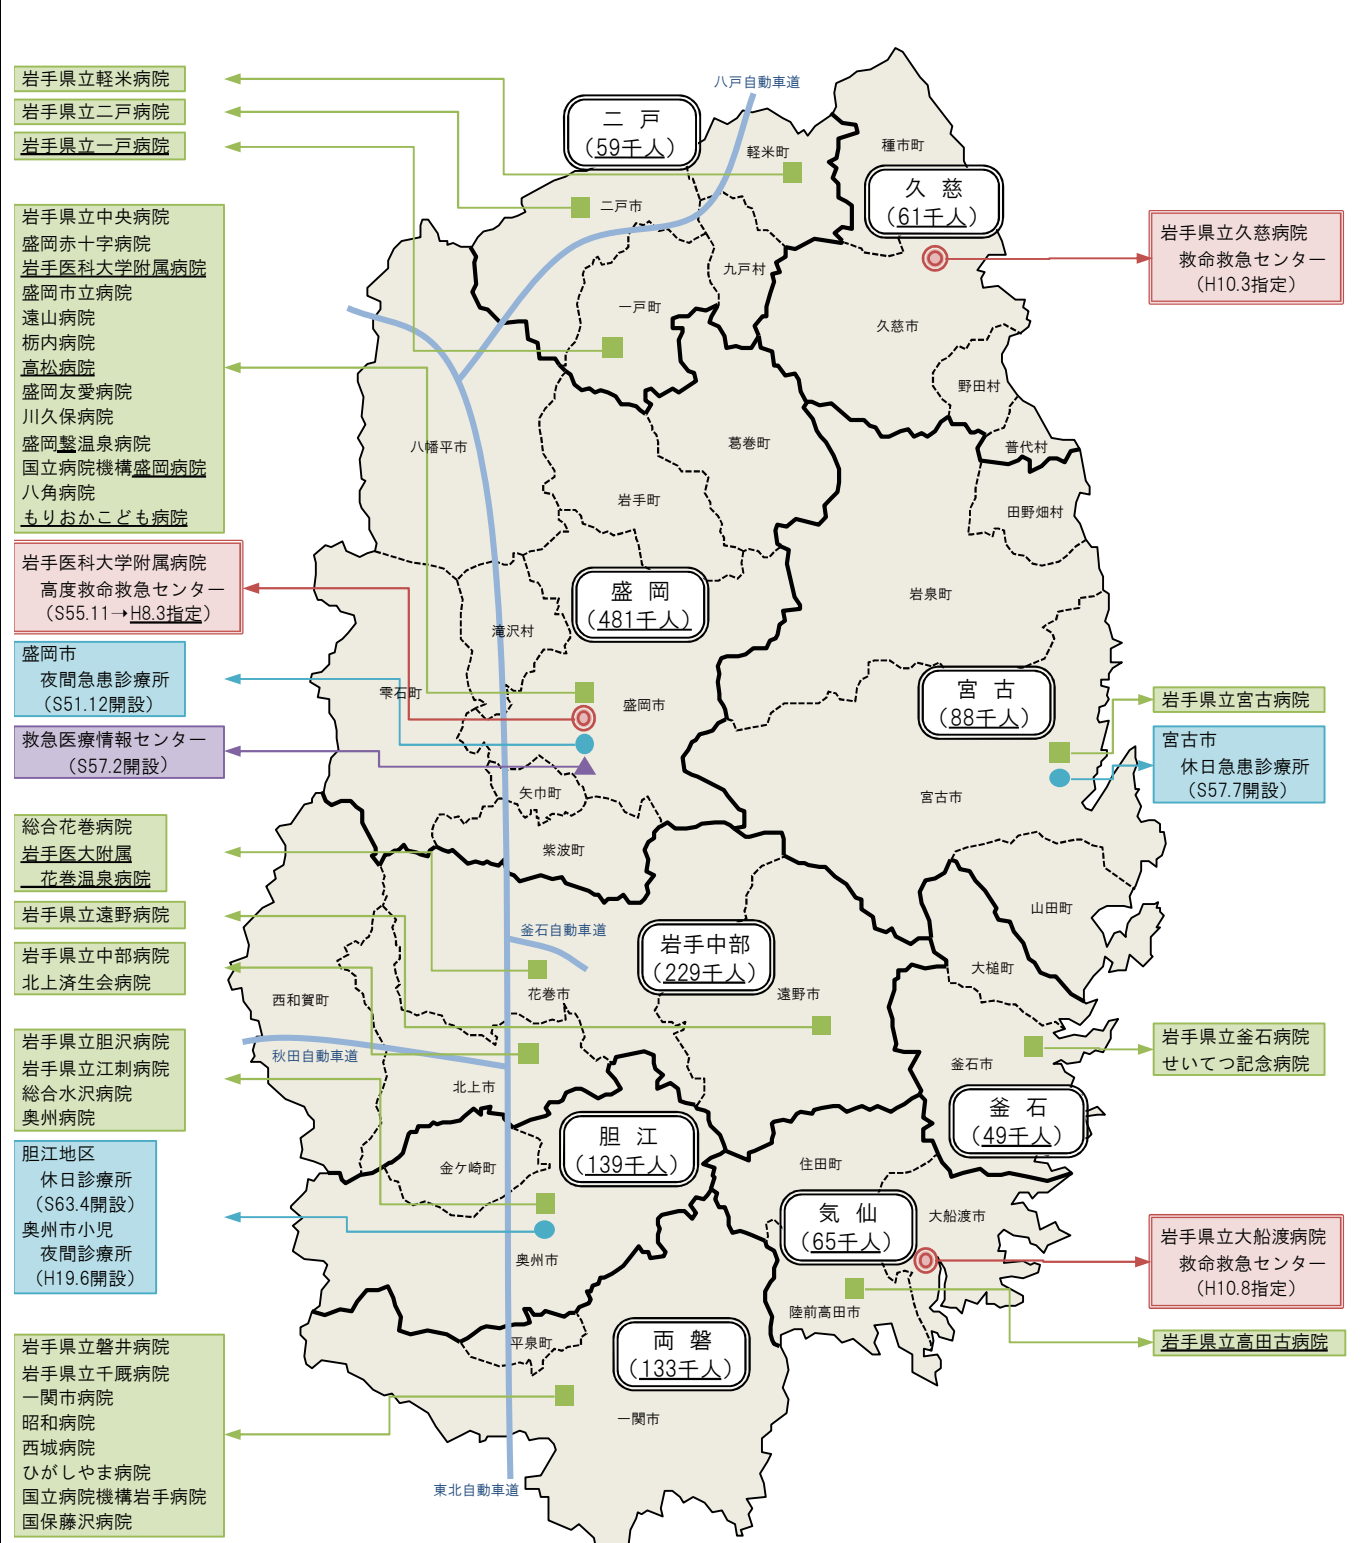 岩手県立軽米病院
岩手県立二戸病院
岩手県立一戸病院
岩手県立中央病院
盛岡赤十字病院
岩手医科大学附属病院
盛岡市立病院
遠山病院
栃内病院
高松病院
盛岡友愛病院
川久保病院
盛岡繋温泉病院
国立病院機構盛岡病院
八角病院
もりおかこども病院
岩手医科大学附属病院
高度救命救急センター
(S55.11→H8.3指定)
盛岡市
夜間急患診療所
(S51.12開設)
救急医療情報センター
(S57.2開設)
総合花巻病院
岩手医大附属
花巻温泉病院
岩手県立遠野病院
岩手県立中部病院
北上済生会病院
岩手県立胆沢病院
岩手県立江刺病院
総合水沢病院
奥州病院
胆江地区
休日診療所
(S63.4開設)
奥州市小児
夜間診療所
(H19.6開設)
岩手県立磐井病院
岩手県立千厩病院
一関市病院
昭和病院
西城病院
ひがしやま病院
国立病院機構岩手病院
国保藤沢病院
八戸自動車道
二 戸
(59千人)
軽米町
種市町
久 慈
(61千人)
二戸市
九戸村
一戸町
久慈市
野田村
普代村
八幡平市
葛巻町
岩手町
田野畑村
岩泉町
盛 岡
(481千人)
滝沢村
雫石町
盛岡市
宮 古
(88千人)
矢巾町
宮古市
紫波町
山田町
釜石自動車道
岩手中部
(229千人)
大槌町
花巻市
遠野市
西和賀町
秋田自動車道
釜石市
北上市
釜 石
(49千人)
胆 江
(139千人)
金ケ崎町
住田町
気 仙
(65千人)
大船渡市
奥州市
陸前高田市
平泉町
両 磐
(133千人)
一関市
東北自動車道
岩手県立久慈病院
救命救急センター
(H10.3指定)
岩手県立宮古病院
宮古市
休日急患診療所
(S57.7開設)
岩手県立釜石病院
せいてつ記念病院
岩手県立大船渡病院
救命救急センター
(H10.8指定)
岩手県立高田古病院